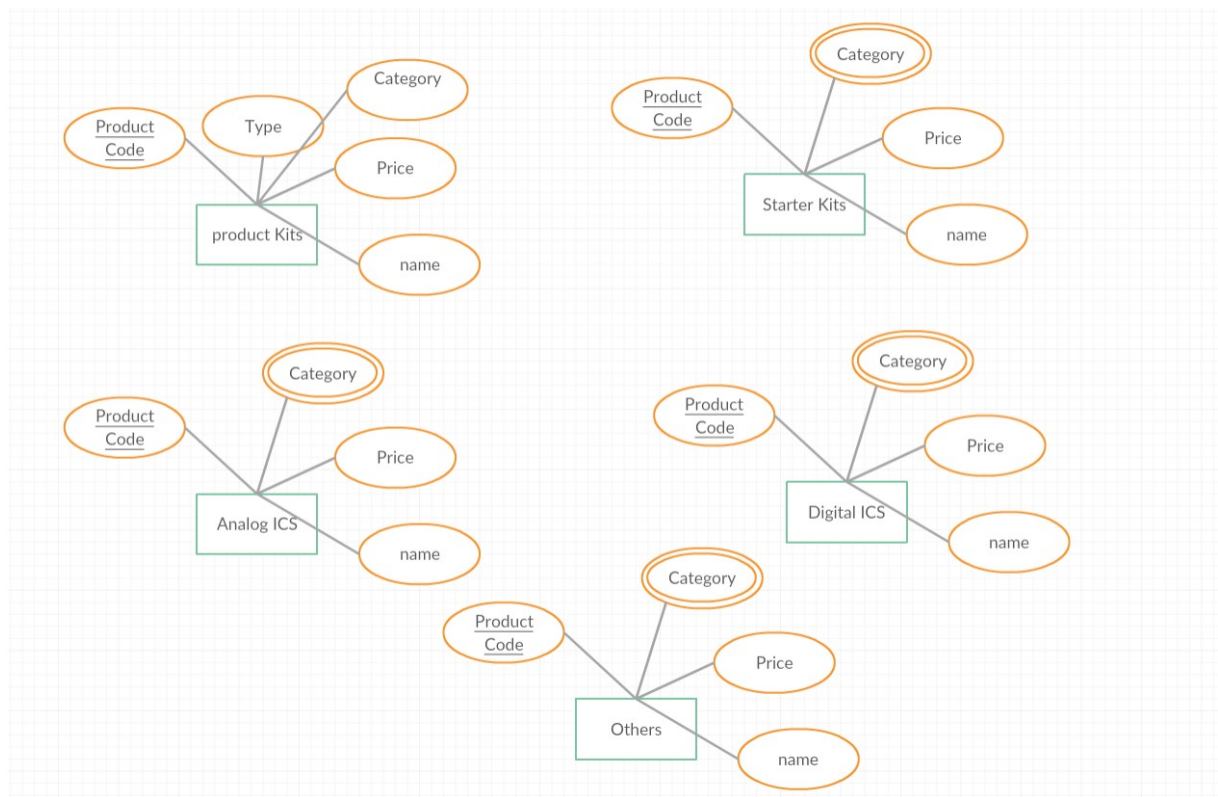 Category
Product
Code
Type
Price
product Kits
name
Category
Product
Code
Price
Starter Kits
name
Category
Product
Code
Price
Analog ICS
name
Category
Product
Code
Price
Digital ICS
name
Category
Product
Code
Price
Others
name